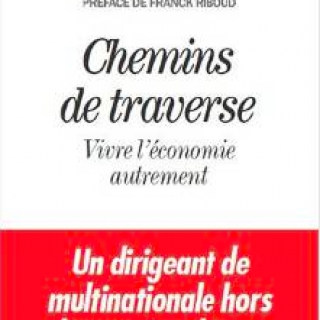 PRÉFACE DE FRANCK RIBOUD
Chemins
de traverse
Vivre l'économie
autrement
Un dirigeant de
multinationale hors